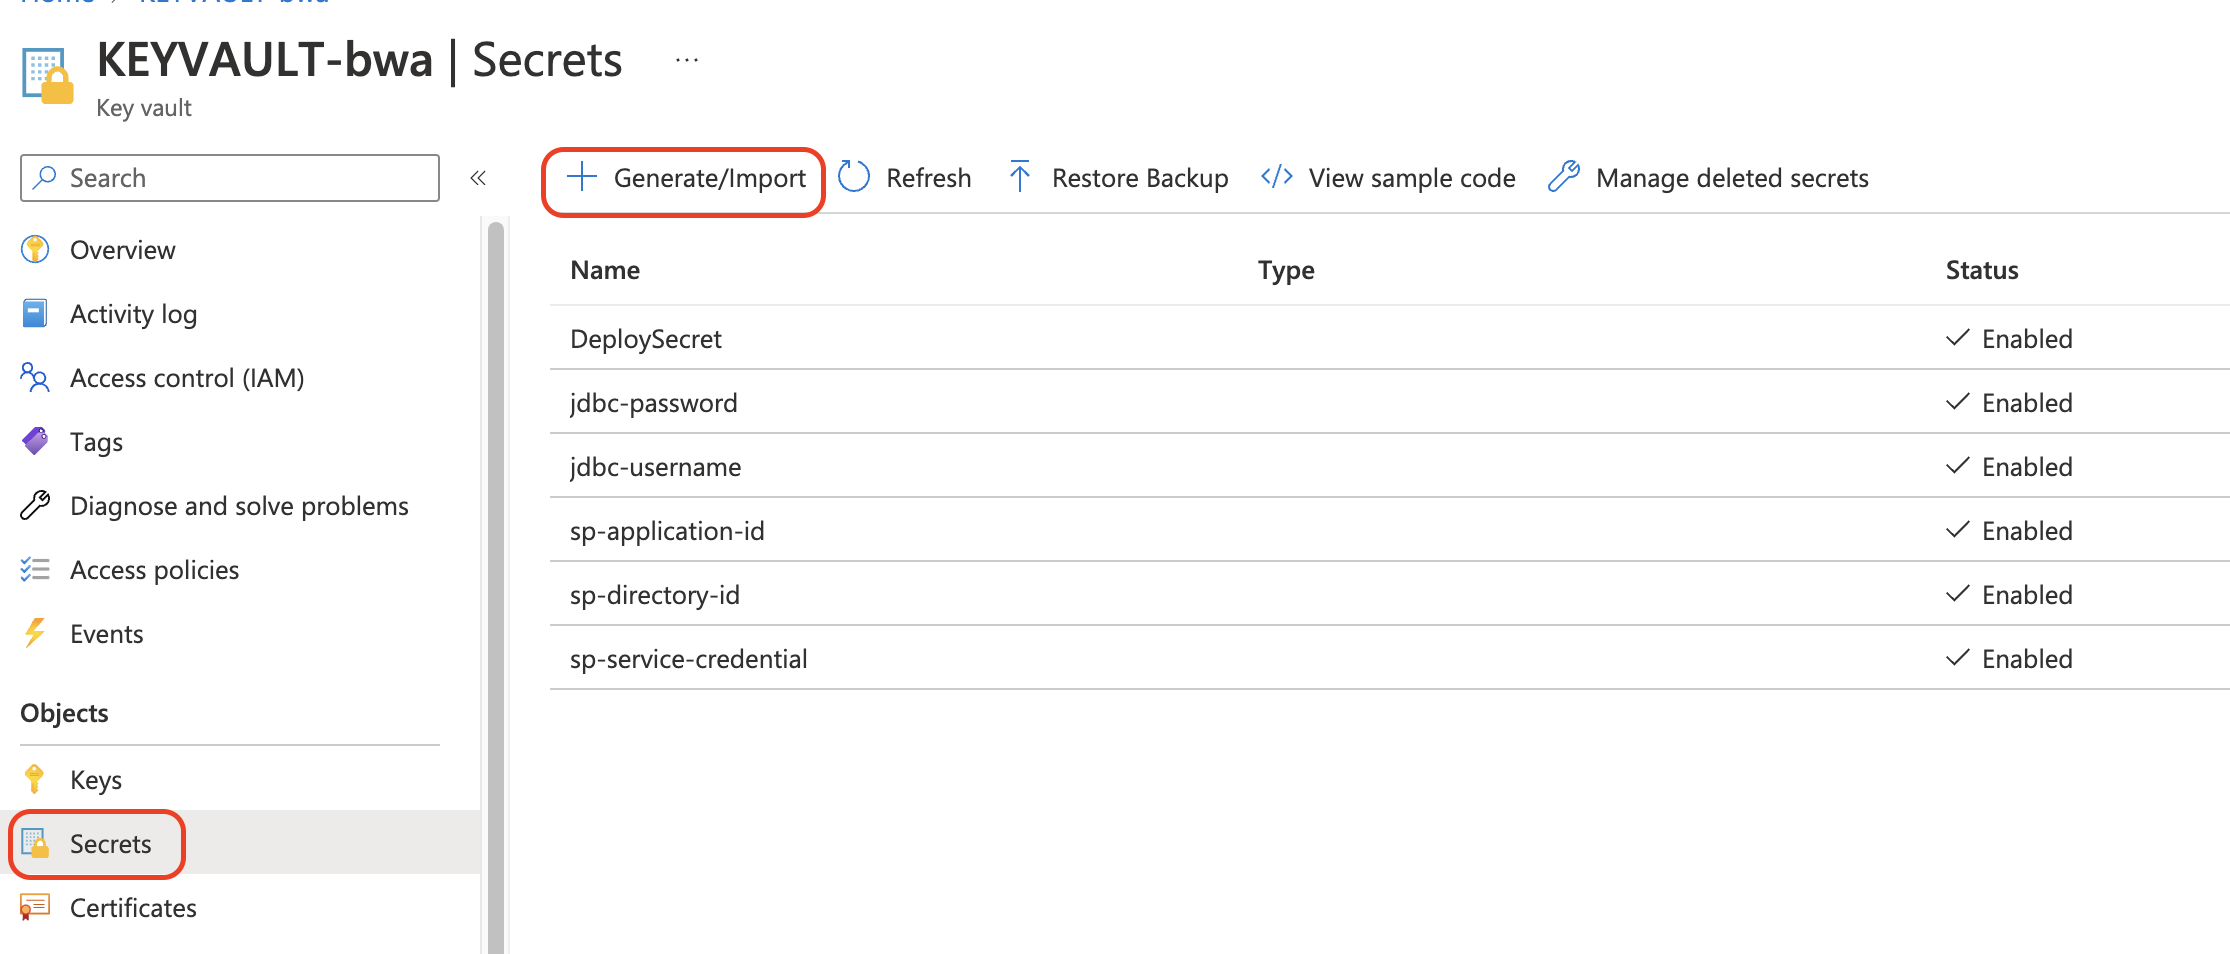 Home > KEYVAULT-bwa
KEYVAULT-bwa | Secrets ...
Key vault
Search «
Generate/Import Refresh Restore Backup View sample code Manage deleted secrets
Overview
Activity log
Access control (IAM)
Tags
Diagnose and solve problems
Access policies
Events
Objects
Keys
Secrets
Certificates
Name Type Status
DeploySecret Enabled
jdbc-password Enabled
jdbc-username Enabled
sp-application-id Enabled
sp-directory-id Enabled
sp-service-credential Enabled